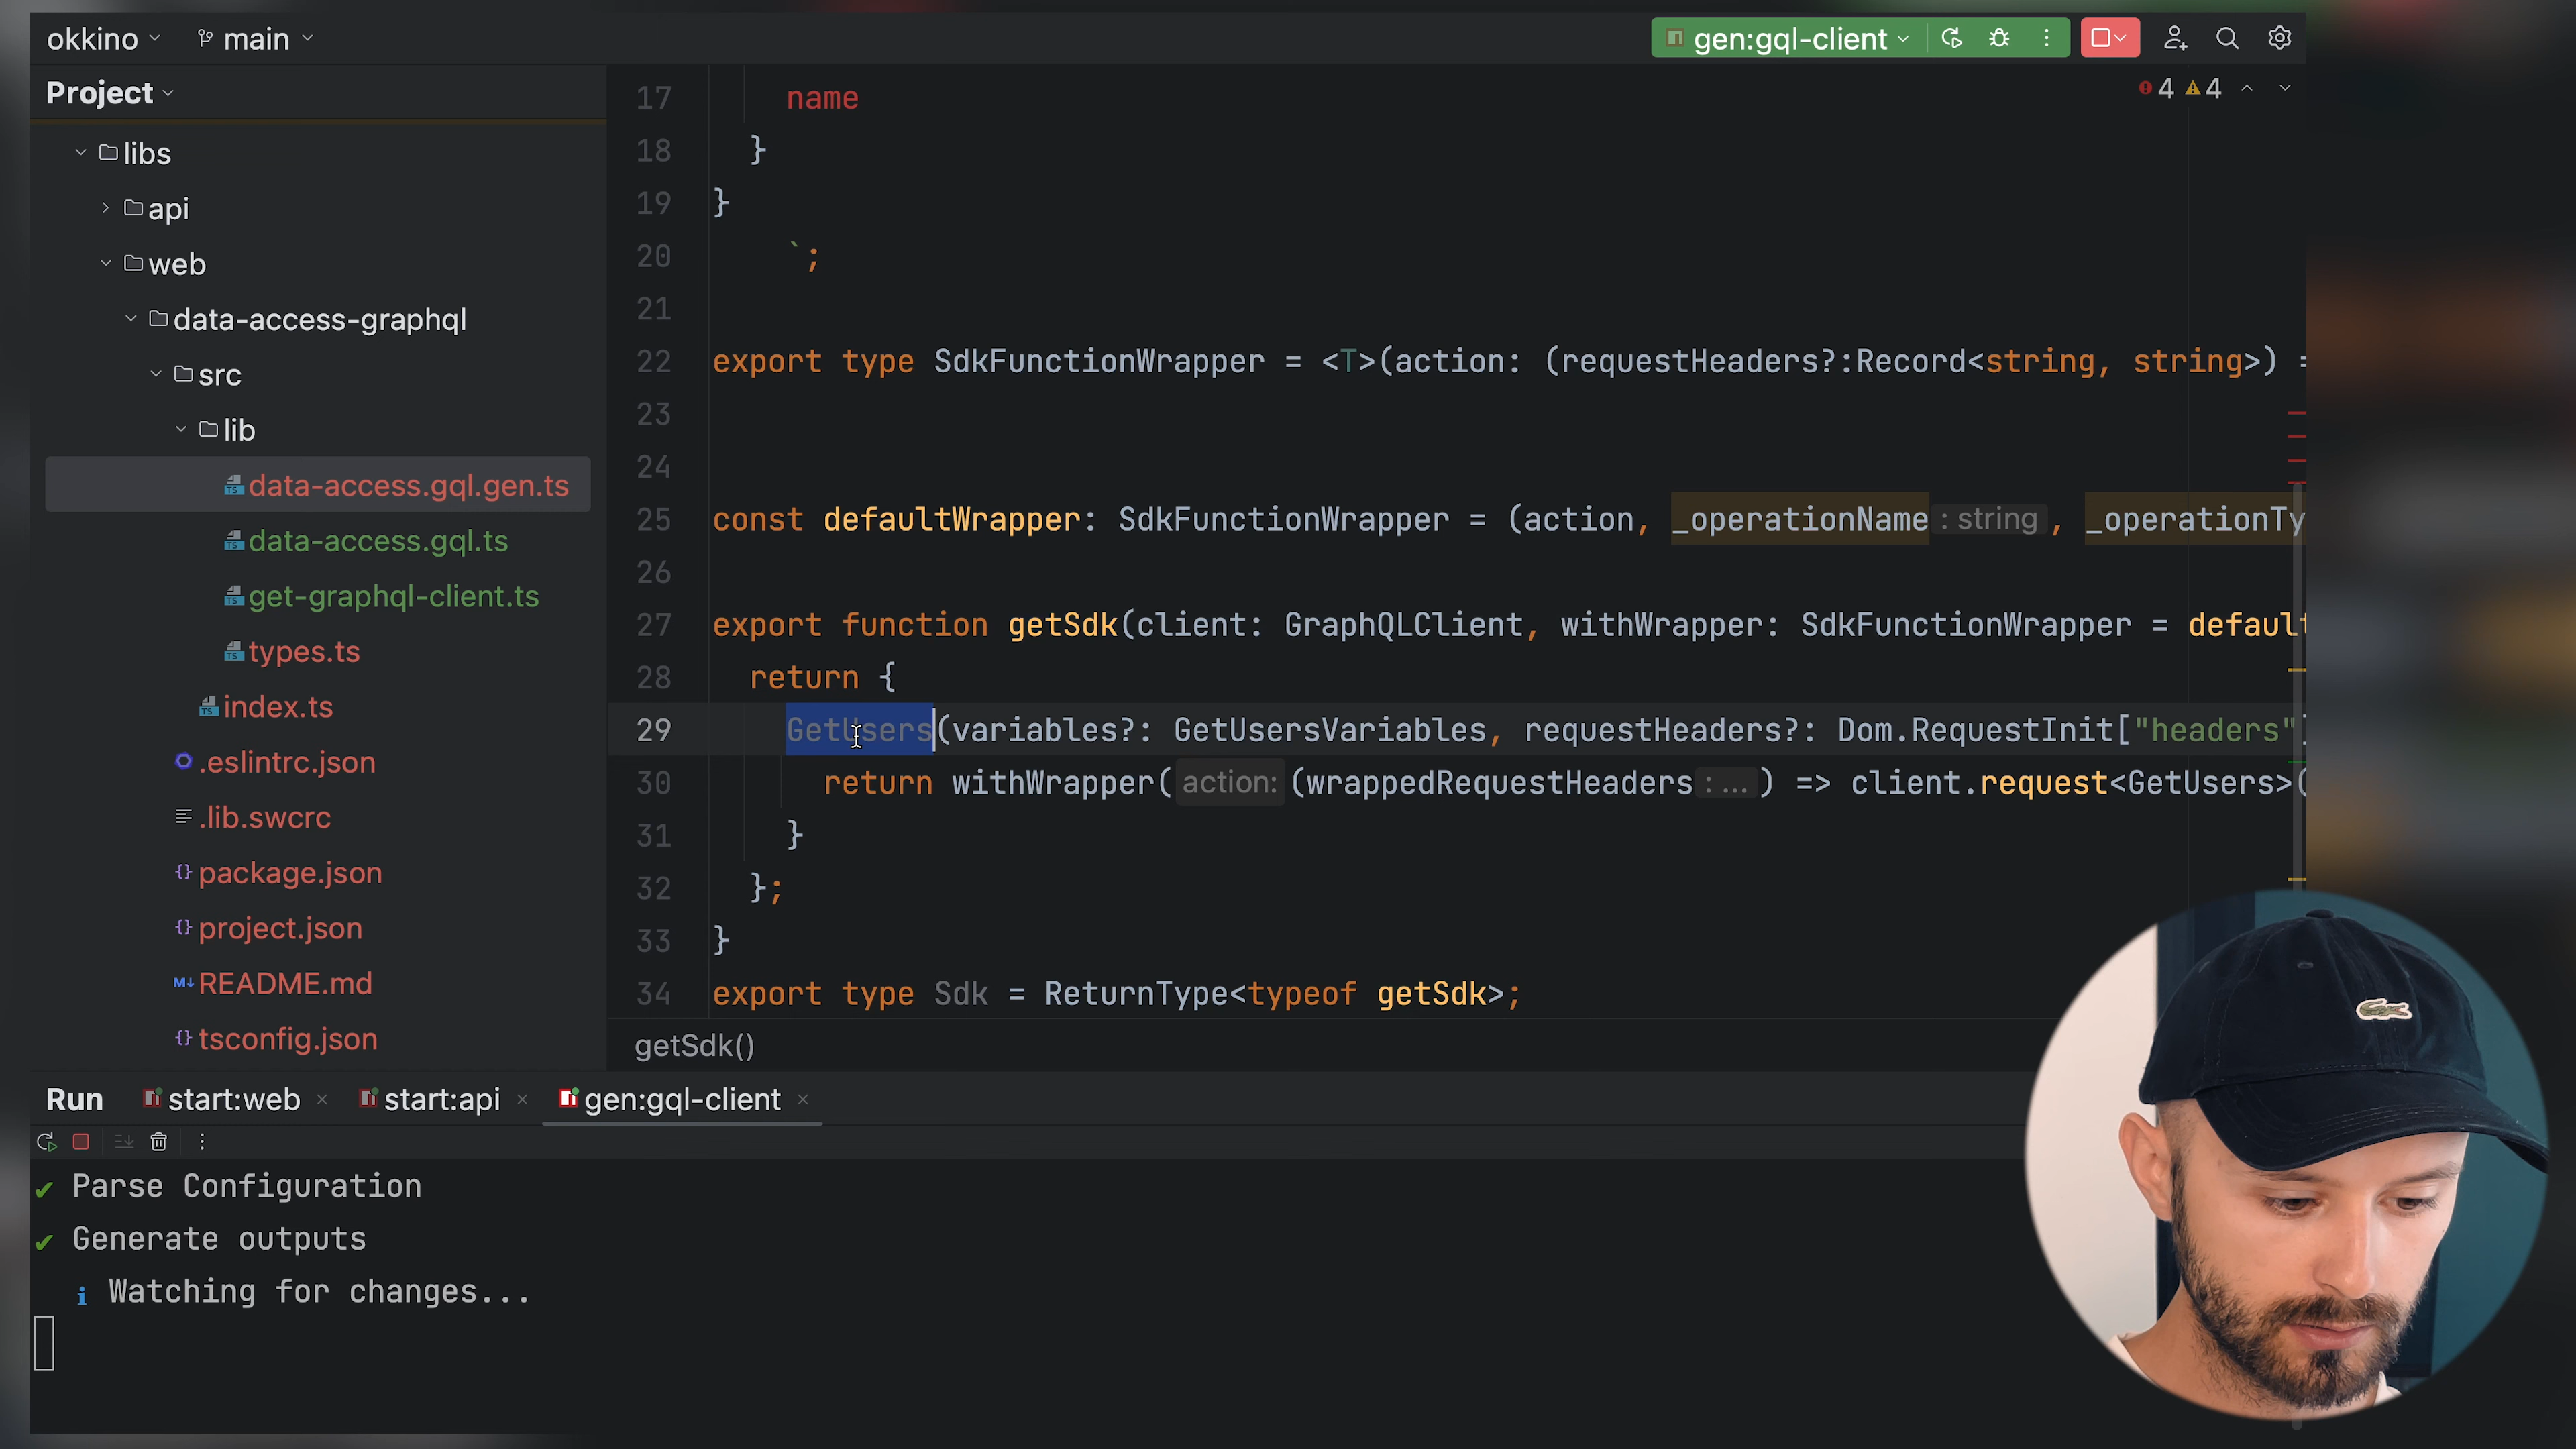 okkino
main
gen:gql-client
Project
4 4
libs
api
web
data-access-graphql
src
lib
data-access.gql.gen.ts
data-access.gql.ts
get-graphql-client.ts
types.ts
index.ts
.eslintrc.json
.lib.swcrc
package.json
project.json
README.md
tsconfig.json
17 name
18 }
19 }
20 `;
21
22 export type SdkFunctionWrapper = <T>(action: (requestHeaders?:Record<string, string>) =
23
24
25 const defaultWrapper: SdkFunctionWrapper = (action, _operationName : string , _operationTy
26
27 export function getSdk(client: GraphQLClient, withWrapper: SdkFunctionWrapper = default
28 return {
29 GetUsers(variables?: GetUsersVariables, requestHeaders?: Dom.RequestInit["headers"]
30 return withWrapper( action: (wrappedRequestHeaders : ... ) => client.request<GetUsers>(
31 }
32 };
33 }
34 export type Sdk = ReturnType<typeof getSdk>;
getSdk()
Run start:web × start:api × gen:gql-client ×
✔ Parse Configuration
✔ Generate outputs
i Watching for changes...